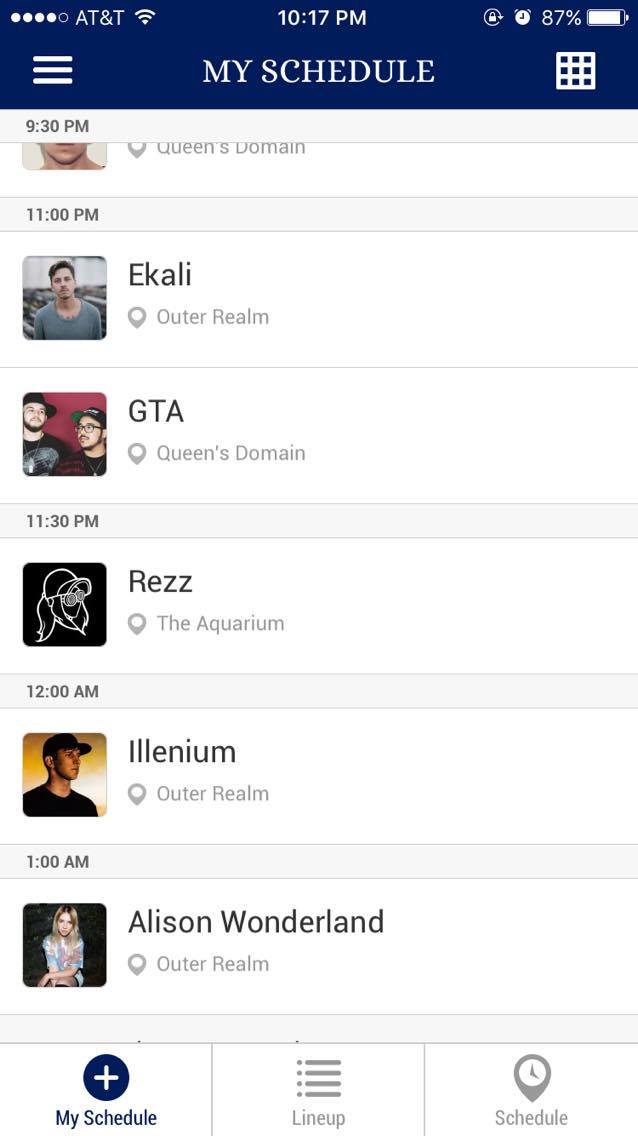 AT&T 10:17 PM 87%
MY SCHEDULE
9:30 PM
Queen's Domain
11:00 PM
Ekali
Outer Realm
GTA
Queen's Domain
11:30 PM
Rezz
The Aquarium
12:00 AM
Illenium
Outer Realm
1:00 AM
Alison Wonderland
Outer Realm
My Schedule
Lineup
Schedule